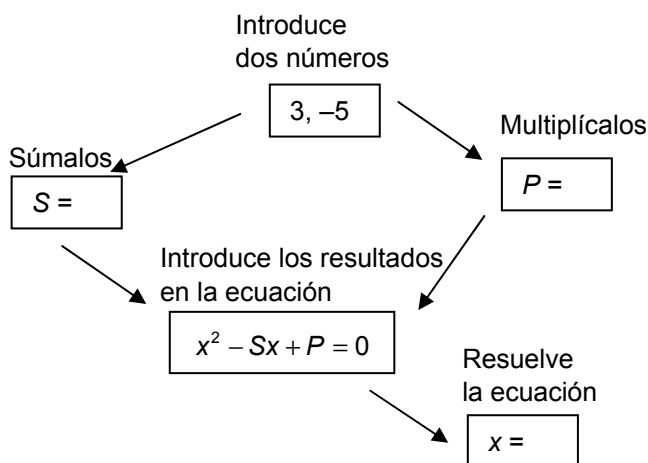 Introduce
dos números
3, –5
Multiplícalos
Súmalos
P =
S =
Introduce los resultados
en la ecuación
x² – Sx + P = 0
Resuelve
la ecuación
x =